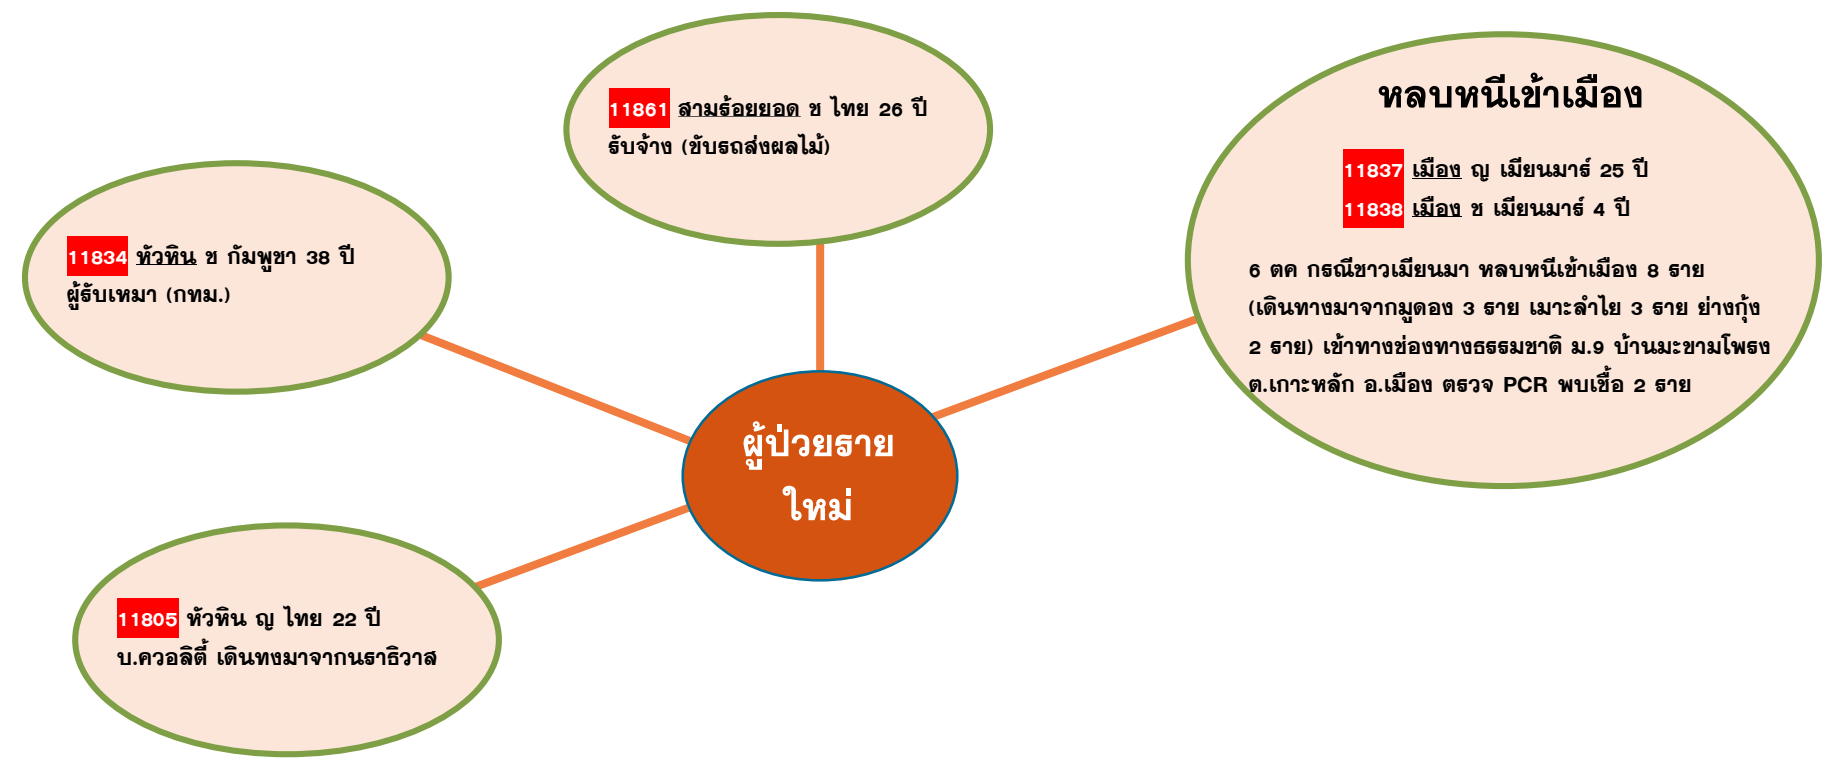 11861 สามร้อยยอด ช ไทย 26 ปี
รับจ้าง (ขับรถส่งผลไม้)
หลบหนีเข้าเมือง
11837 เมือง ญ เมียนมาร์ 25 ปี
11838 เมือง ช เมียนมาร์ 4 ปี
6 ตค กรณีชาวเมียนมา หลบหนีเข้าเมือง 8 ราย
(เดินทางมาจากมูดอง 3 ราย เมาะลำไย 3 ราย ย่างกุ้ง
2 ราย) เข้าทางช่องทางธรรมชาติ ม.9 บ้านมะขามโพรง
ต.เกาะหลัก อ.เมือง ตรวจ PCR พบเชื้อ 2 ราย
11834 หัวหิน ช กัมพูชา 38 ปี
ผู้รับเหมา (กทม.)
ผู้ป่วยราย
ใหม่
11805 หัวหิน ญ ไทย 22 ปี
บ.ควอลิตี้ เดินทงมาจากนราธิวาส